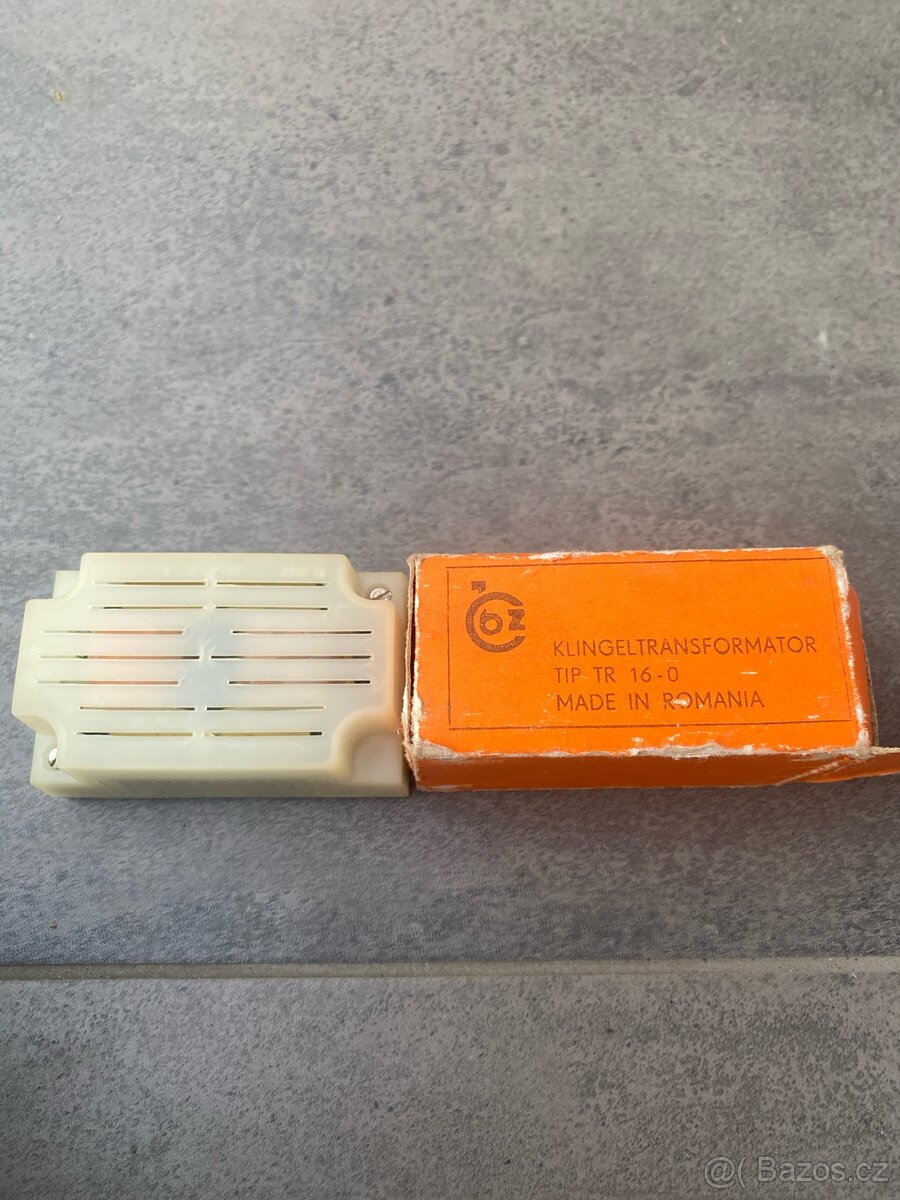 KLINGELTRANSFORMATOR
TIP TR 16-0
MADE IN ROMANIA
@( Bazos.cz